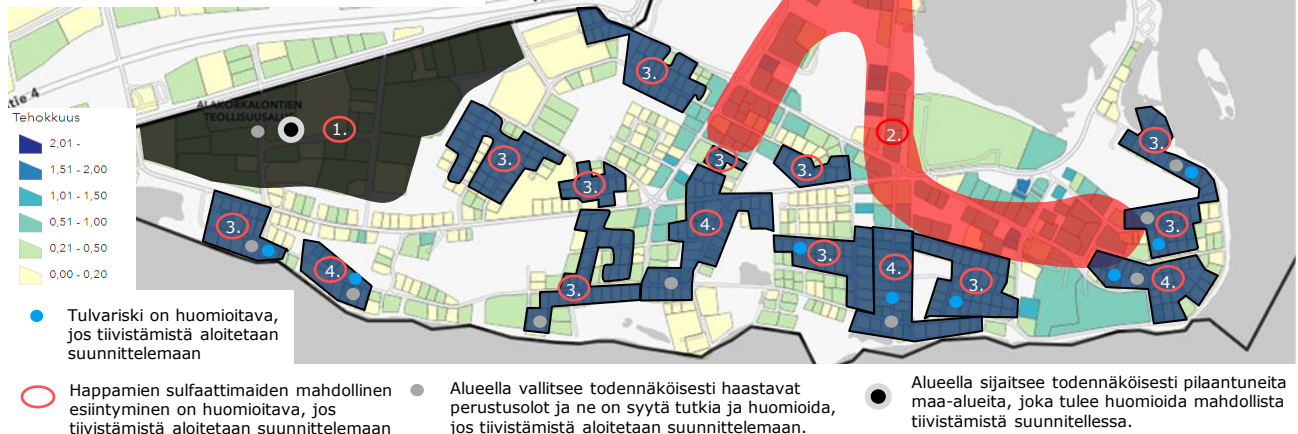 tie 4
ALAKORKALONTIEN
TEOLLISUUSAL
1.
2.
3.
3.
3.
3.
3.
3.
3.
3.
3.
3.
3.
4.
4.
4.
4.
Tehokkuus
2,01 -
1,51 - 2,00
1,01 - 1,50
0,51 - 1,00
0,21 - 0,50
0,00 - 0,20
Tulvariski on huomioitava,
jos tiivistämistä aloitetaan
suunnittelemaan
Happamien sulfaattimaiden mahdollinen
esiintyminen on huomioitava, jos
tiivistämistä aloitetaan suunnittelemaan
Alueella vallitsee todennäköisesti haastavat
perustusolot ja ne on syytä tutkia ja huomioida,
jos tiivistämistä aloitetaan suunnittelemaan.
Alueella sijaitsee todennäköisesti pilaantuneita
maa-alueita, joka tulee huomioida mahdollista
tiivistämistä suunnitellessa.